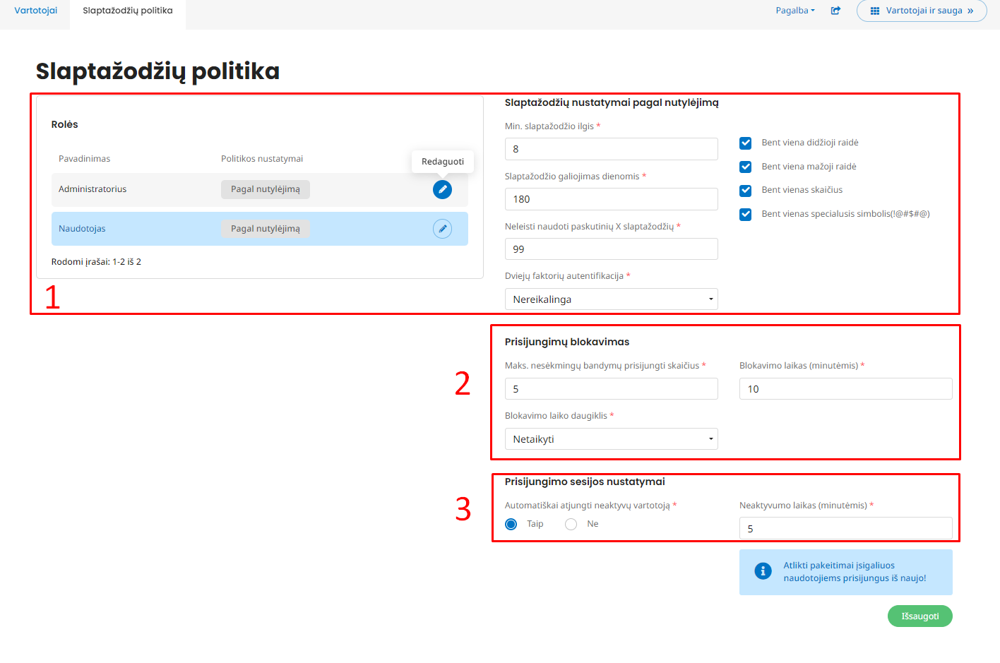 Vartotojai
Slaptažodžių politika
Pagalba
Vartotojai ir sauga »
Slaptažodžių politika
Rolės
Pavadinimas
Politikos nustatymai
Redaguoti
Administratorius
Pagal nutylėjimą
Naudotojas
Pagal nutylėjimą
Rodomi įrašai: 1-2 iš 2
1
Slaptažodžių nustatymai pagal nutylėjimą
Min. slaptažodžio ilgis *
8
Slaptažodžio galiojimas dienomis *
180
Neleisti naudoti paskutinių X slaptažodžių *
99
Dviejų faktorių autentifikacija *
Nereikalinga
Bent viena didžioji raidė
Bent viena mažoji raidė
Bent vienas skaičius
Bent vienas specialusis simbolis(!@#$#@)
2
Prisijungimų blokavimas
Maks. nesėkmingų bandymų prisijungti skaičius *
5
Blokavimo laikas (minutėmis) *
10
Blokavimo laiko daugiklis *
Netaikyti
3
Prisijungimo sesijos nustatymai
Automatiškai atjungti neaktyvų vartotoją *
Taip
Ne
Neaktyvumo laikas (minutėmis) *
5
Atlikti pakeitimai įsigaliuos
naudotojiems prisijungus iš naujo!
Išsaugoti